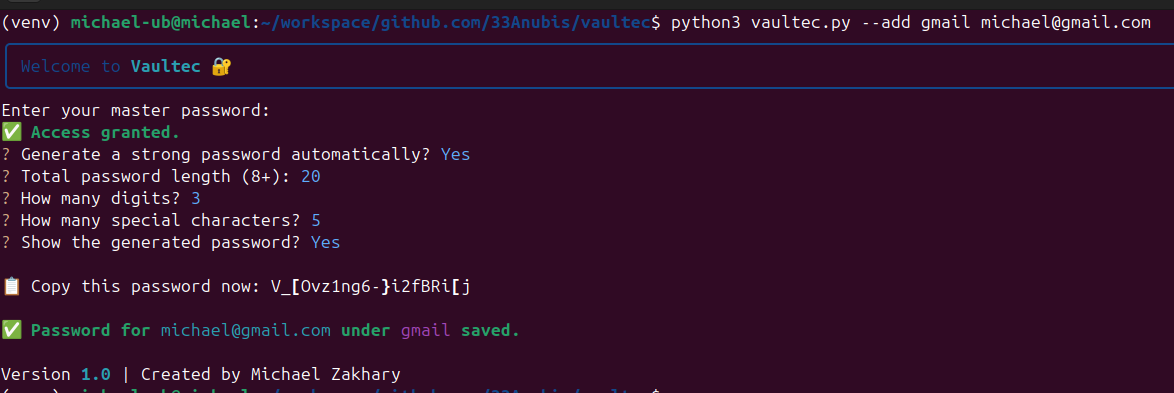 (venv) michael-ub@michael:~/workspace/github.com/33Anubis/vaultec$ python3 vaultec.py --add gmail michael@gmail.com
Welcome to Vaultec 🔐
Enter your master password:
✅ Access granted.
? Generate a strong password automatically? Yes
? Total password length (8+): 20
? How many digits? 3
? How many special characters? 5
? Show the generated password? Yes
📋 Copy this password now: V_[Ovz1ng6-}i2fBRi[j
✅ Password for michael@gmail.com under gmail saved.
Version 1.0 | Created by Michael Zakhary